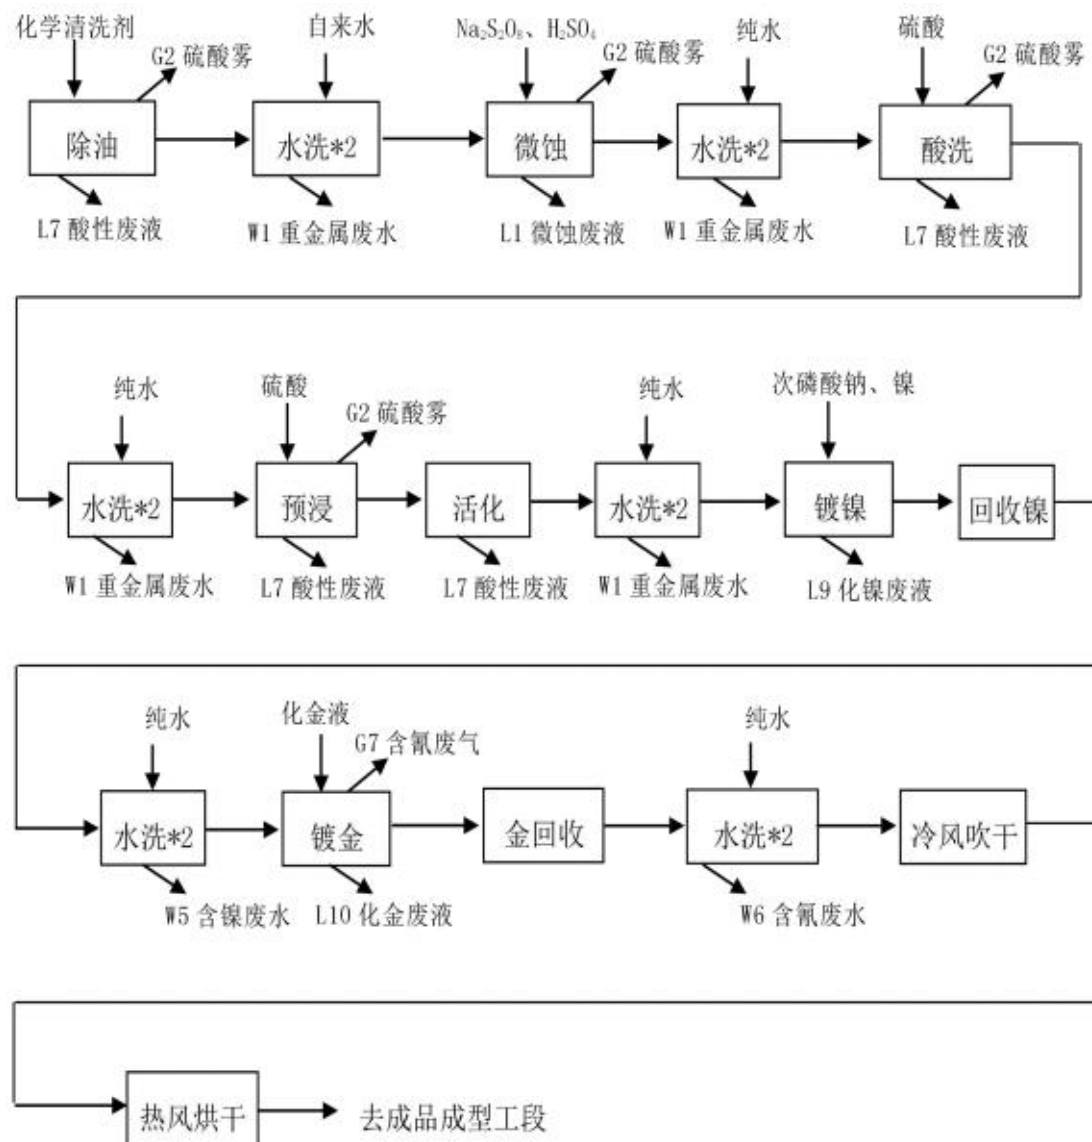 化学清洗剂
G2 硫酸雾
自来水
Na₂S₂O₈、H₂SO₄
G2 硫酸雾
纯水
硫酸
G2 硫酸雾
除油
水洗*2
微蚀
水洗*2
酸洗
L7 酸性废液
W1 重金属废水
L1 微蚀废液
W1 重金属废水
L7 酸性废液
纯水
硫酸
G2 硫酸雾
纯水
次磷酸钠、镍
水洗*2
预浸
活化
水洗*2
镀镍
回收镍
W1 重金属废水
L7 酸性废液
L7 酸性废液
W1 重金属废水
L9 化镍废液
纯水
化金液
G7 含氰废气
纯水
水洗*2
镀金
金回收
水洗*2
冷风吹干
W5 含镍废水
L10 化金废液
W6 含氰废水
热风烘干
去成品成型工段